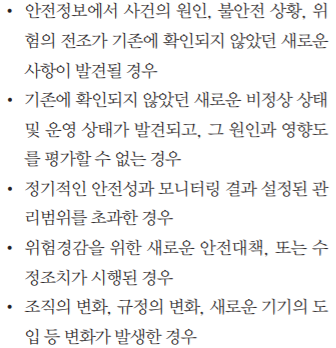 • 안전정보에서 사건의 원인, 불안전 상황, 위
험의 전조가 기존에 확인되지 않았던 새로운
사항이 발견될 경우
• 기존에 확인되지 않았던 새로운 비정상 상태
및 운영 상태가 발견되고, 그 원인과 영향도
를 평가할 수 없는 경우
• 정기적인 안전성과 모니터링 결과 설정된 관
리범위를 초과한 경우
• 위험경감을 위한 새로운 안전대책, 또는 수
정조치가 시행된 경우
• 조직의 변화, 규정의 변화, 새로운 기기의 도
입 등 변화가 발생한 경우